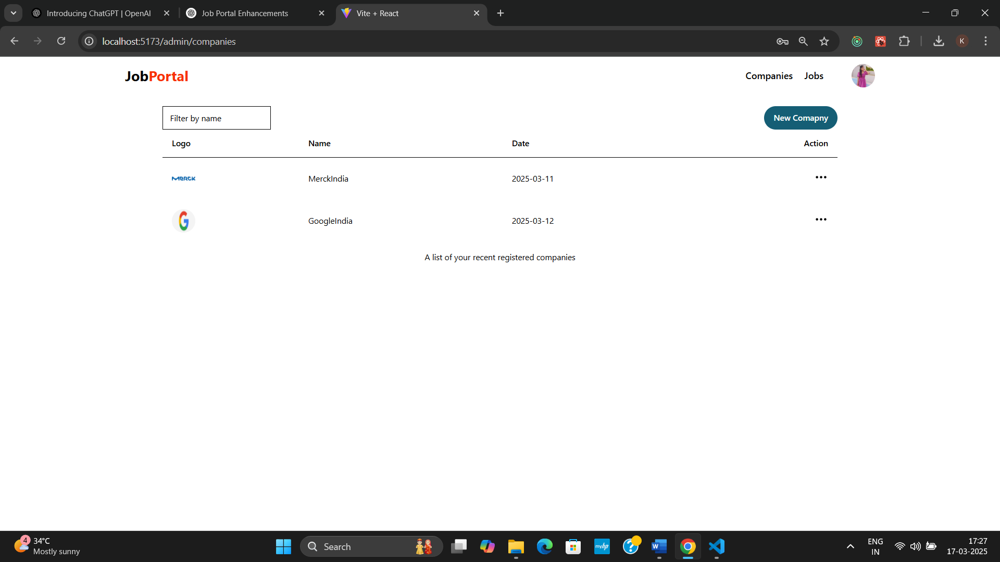 Introducing ChatGPT | OpenAI
Job Portal Enhancements
Vite + React
localhost:5173/admin/companies
K
JobPortal
Companies
Jobs
Filter by name
New Comapny
Logo Name Date Action
MERCK MerckIndia 2025-03-11
GoogleIndia 2025-03-12
A list of your recent registered companies
4
34°C
Mostly sunny
Search
myhp
W
ENG
IN
17:27
17-03-2025